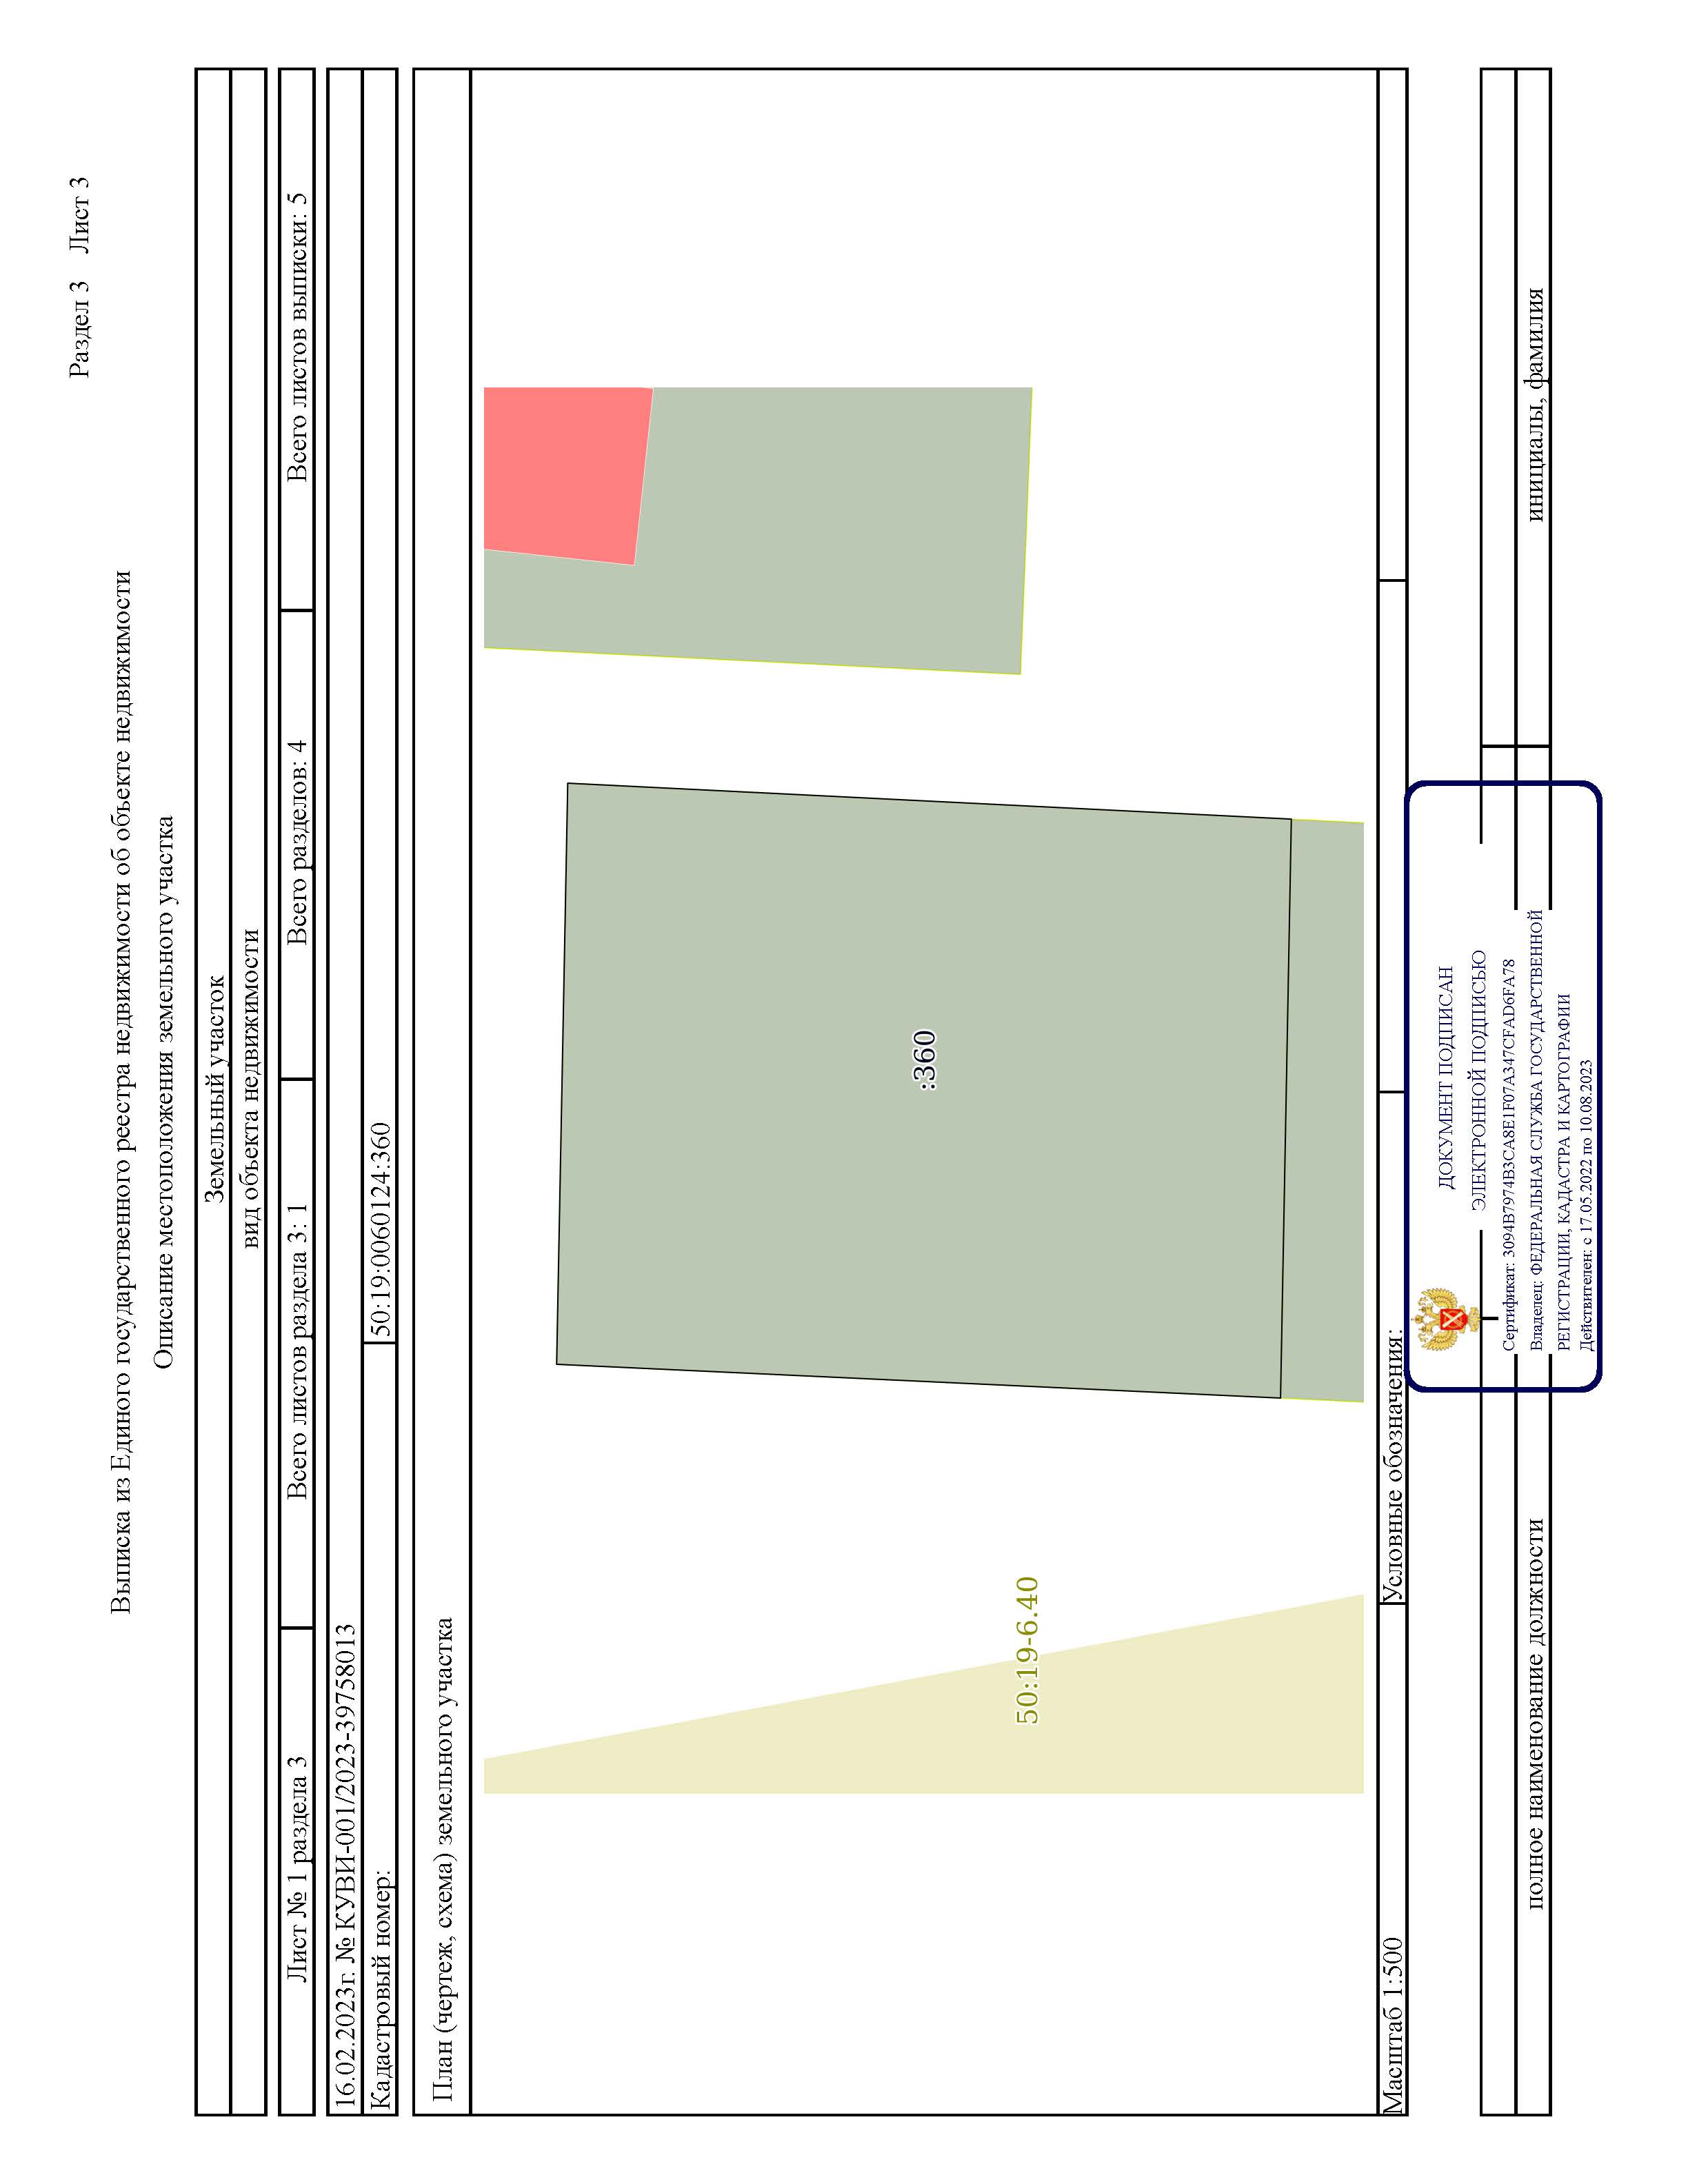 Раздел 3 Лист 3
Выписка из Единого государственного реестра недвижимости об объекте недвижимости
Описание местоположения земельного участка
Земельный участок
вид объекта недвижимости
Лист № 1 раздела 3 Всего листов раздела 3: 1 Всего разделов: 4 Всего листов выписки: 5
16.02.2023г. № КУВИ-001/2023-39758013
Кадастровый номер: 50:19:0060124:360
План (чертеж, схема) земельного участка
:360
50:19-6.40
Масштаб 1:500 Условные обозначения:
ДОКУМЕНТ ПОДПИСАН
ЭЛЕКТРОННОЙ ПОДПИСЬЮ
Сертификат: 3094B7974B3CA8E1F07A347CFAD6FA78
Владелец: ФЕДЕРАЛЬНАЯ СЛУЖБА ГОСУДАРСТВЕННОЙ
РЕГИСТРАЦИИ, КАДАСТРА И КАРТОГРАФИИ
Действителен: с 17.05.2022 по 10.08.2023
полное наименование должности инициалы, фамилия